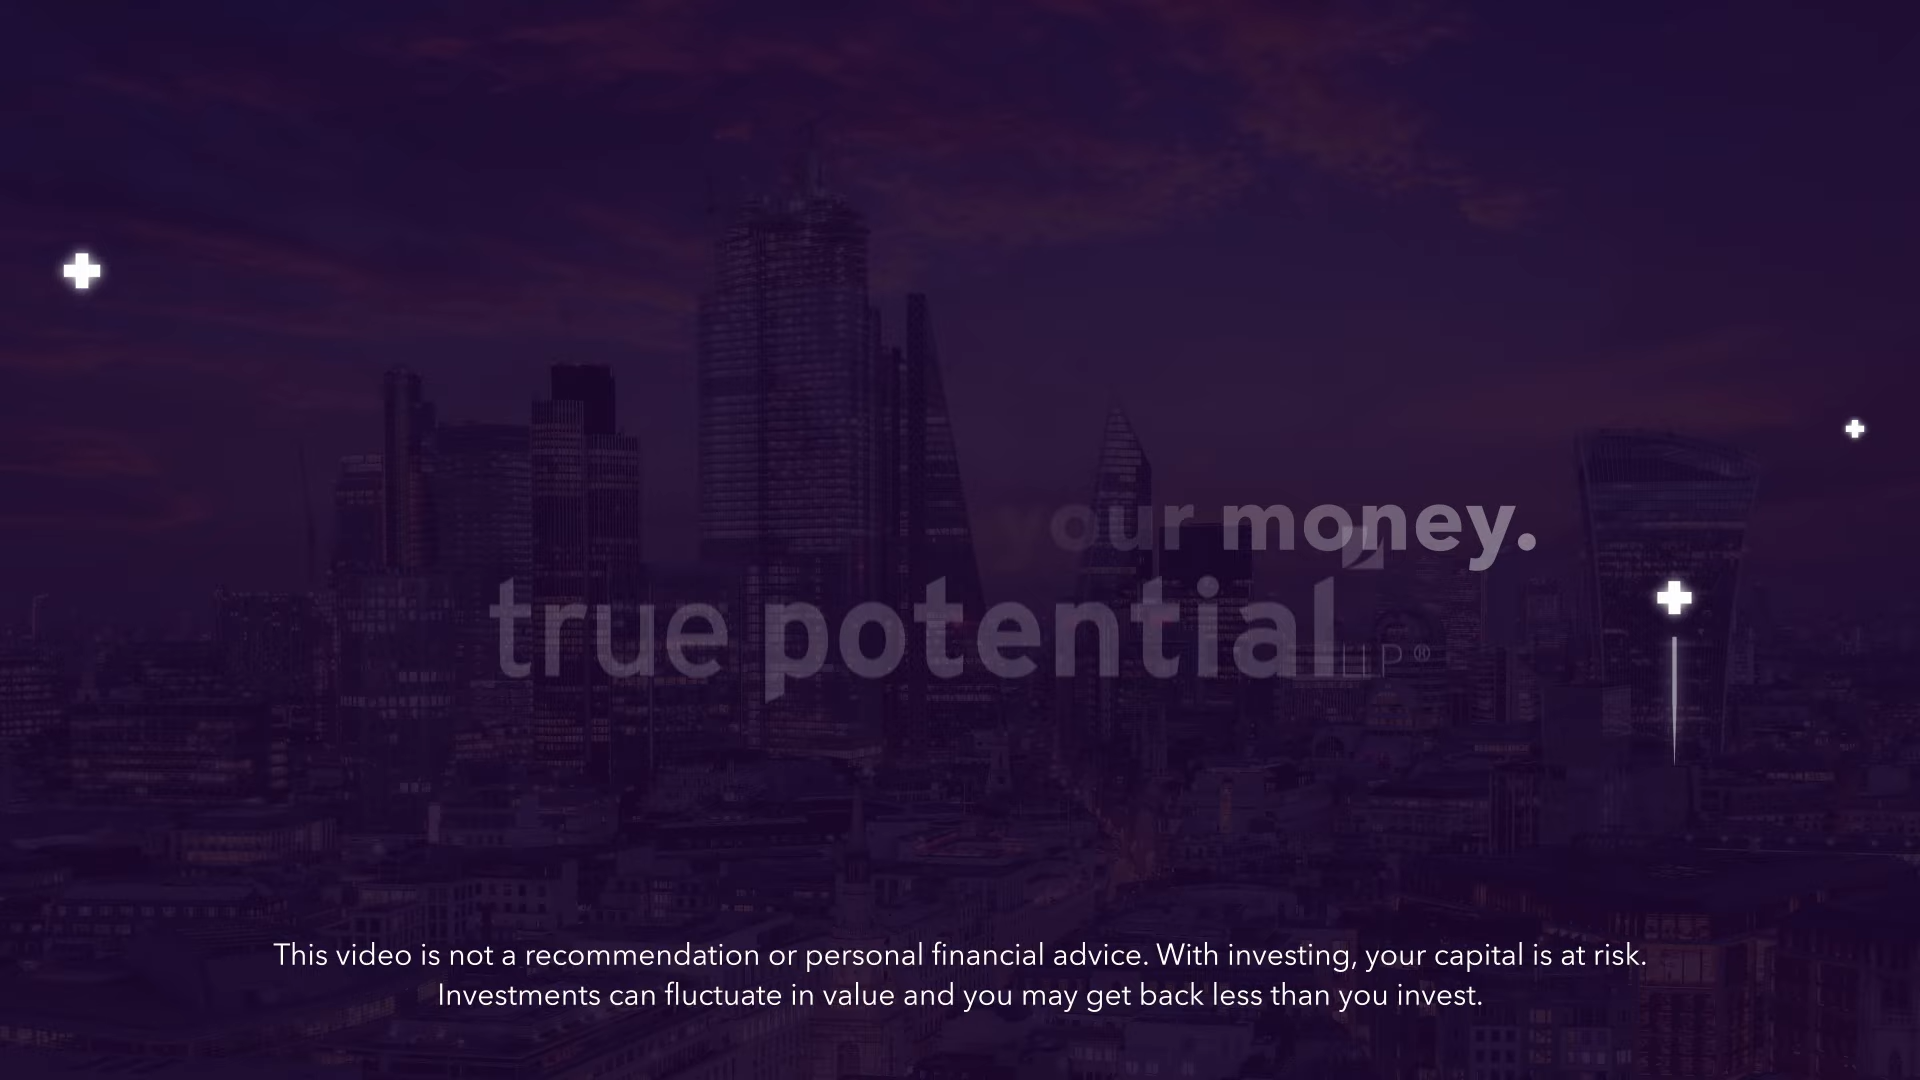 your money.
true potential
LLP®
This video is not a recommendation or personal financial advice. With investing, your capital is at risk.
Investments can fluctuate in value and you may get back less than you invest.